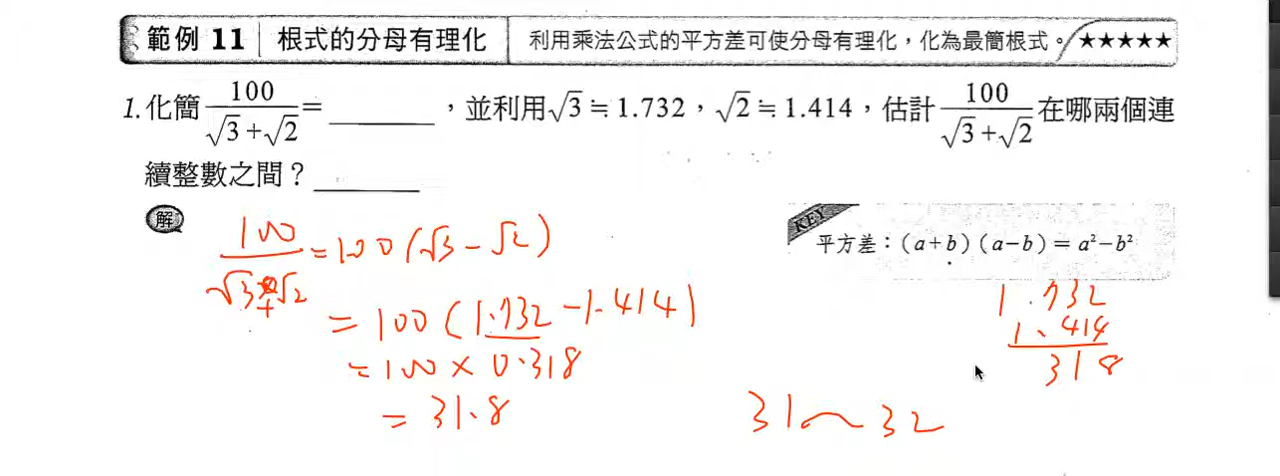 範例 11 根式的分母有理化 利用乘法公式的平方差可使分母有理化,化為最簡根式。★★★★★
1. 化簡 100/(√3+√2) = ________ ,並利用√3≒1.732,√2≒1.414,估計 100/(√3+√2) 在哪兩個連
續整數之間?________
解
KEY
平方差:(a+b)(a−b)=a²−b²
100/(√3+√2) = 100(√3−√2)
= 100(1.732−1.414)
= 100×0.318
= 31.8
1.732
1.414
318
31~32